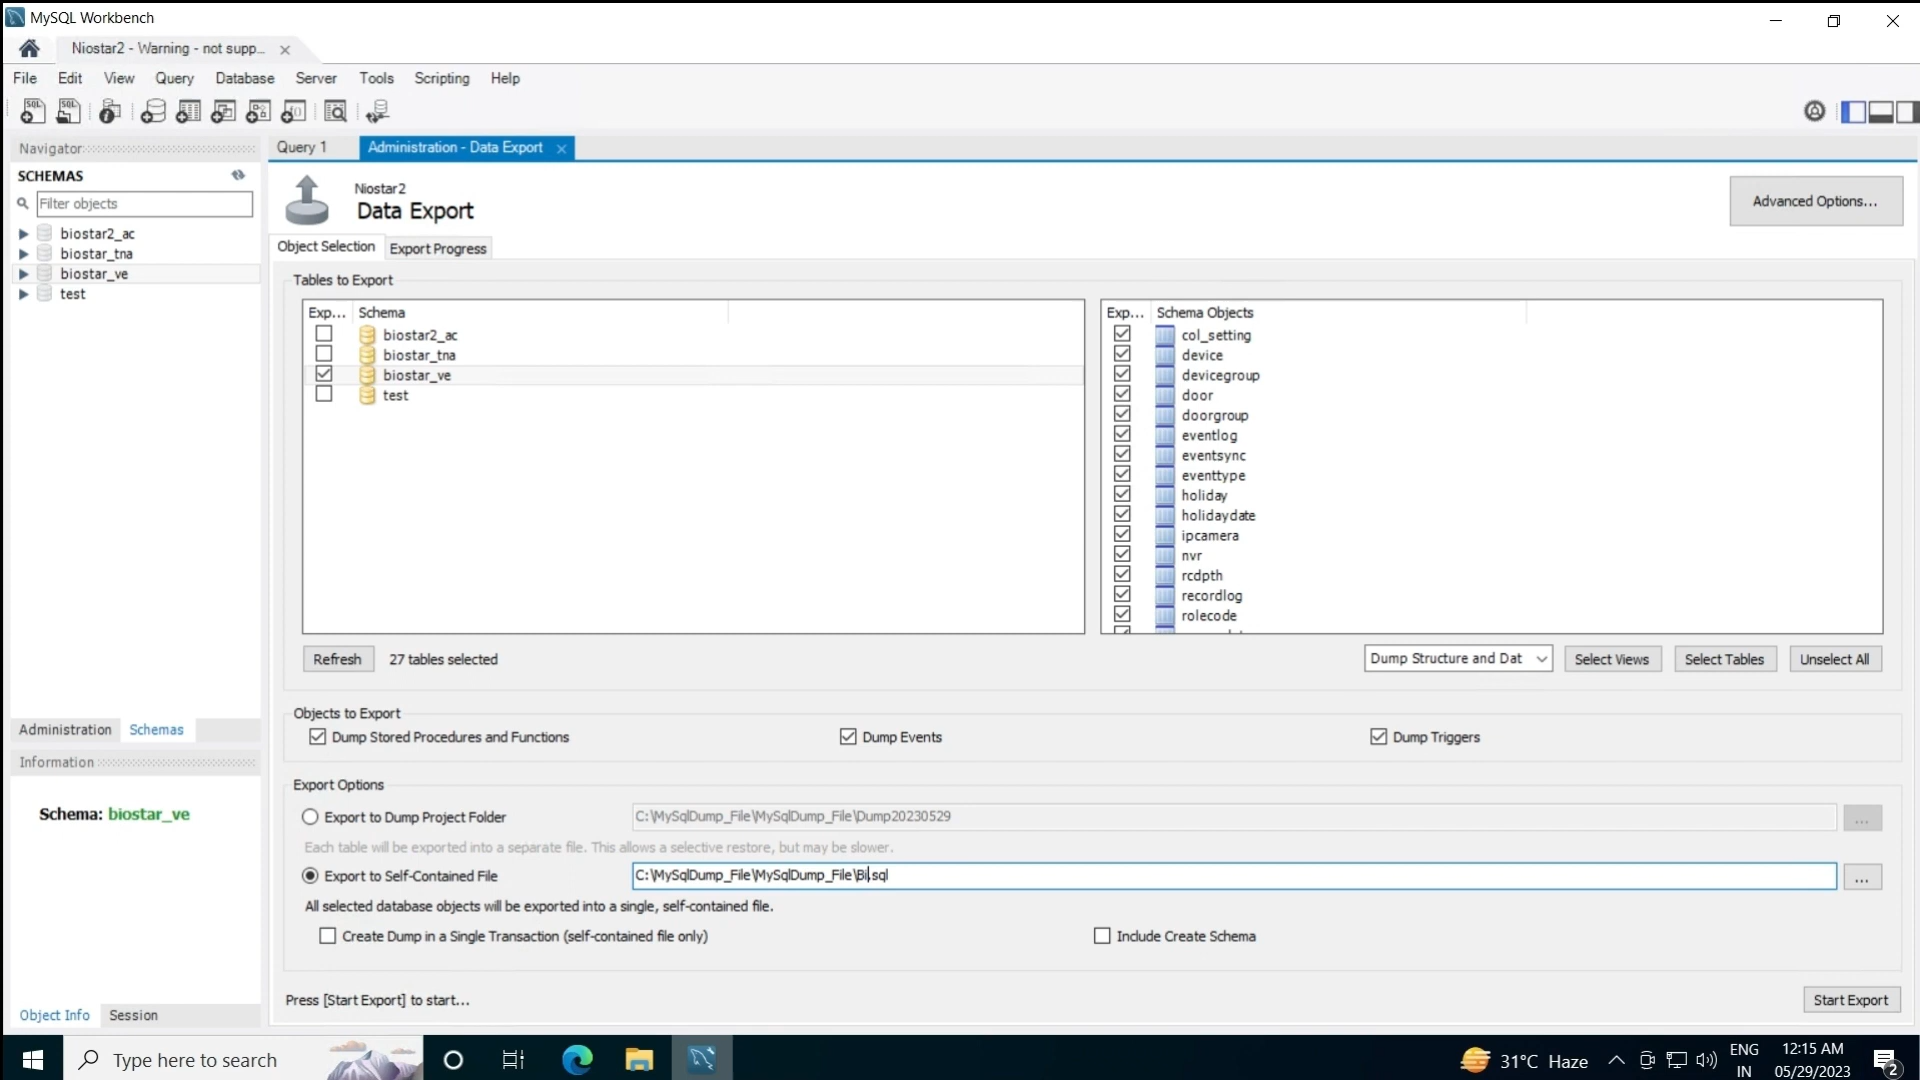 MySQL Workbench
Niostar2 - Warning - not supp...
File Edit View Query Database Server Tools Scripting Help
Navigator
SCHEMAS
Filter objects
biostar2_ac
biostar_tna
biostar_ve
test
Administration Schemas
Information
Schema: biostar_ve
Object Info Session
Query 1 Administration - Data Export
Niostar2
Data Export
Advanced Options...
Object Selection Export Progress
Tables to Export
Exp... Schema
biostar2_ac
biostar_tna
biostar_ve
test
Exp... Schema Objects
col_setting
device
devicegroup
door
doorgroup
eventlog
eventsync
eventtype
holiday
holidaydate
ipcamera
nvr
rcdpth
recordlog
rolecode
Refresh 27 tables selected
Dump Structure and Dat Select Views Select Tables Unselect All
Objects to Export
Dump Stored Procedures and Functions Dump Events Dump Triggers
Export Options
Export to Dump Project Folder C:\MySqlDump_File\MySqlDump_File\Dump20230529 ...
Each table will be exported into a separate file. This allows a selective restore, but may be slower.
Export to Self-Contained File C:\MySqlDump_File\MySqlDump_File\Bi.sql ...
All selected database objects will be exported into a single, self-contained file.
Create Dump in a Single Transaction (self-contained file only) Include Create Schema
Press [Start Export] to start...
Start Export
Type here to search
31°C Haze
ENG
IN
12:15 AM
05/29/2023
2